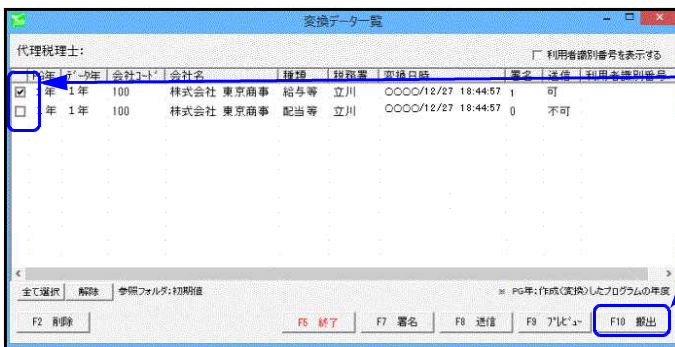 変換データ一覧
代理税理士:
利用者識別番号を表示する
PG年 データ年 会社コード 会社名 種類 税務署 変換日時 署名 送信 利用者識別番号
年 1年 100 株式会社 東京商事 給与等 立川 〇〇〇〇/12/27 18:44:57 1 可
年 1年 100 株式会社 東京商事 配当等 立川 〇〇〇〇/12/27 18:44:57 0 不可
全て選択 解除 参照フォルダ:初期値 ※ PG年:作成(変換)したプログラムの年度
F2 削除 F5 終了 F7 署名 F8 送信 F9 プレビュー F10 搬出